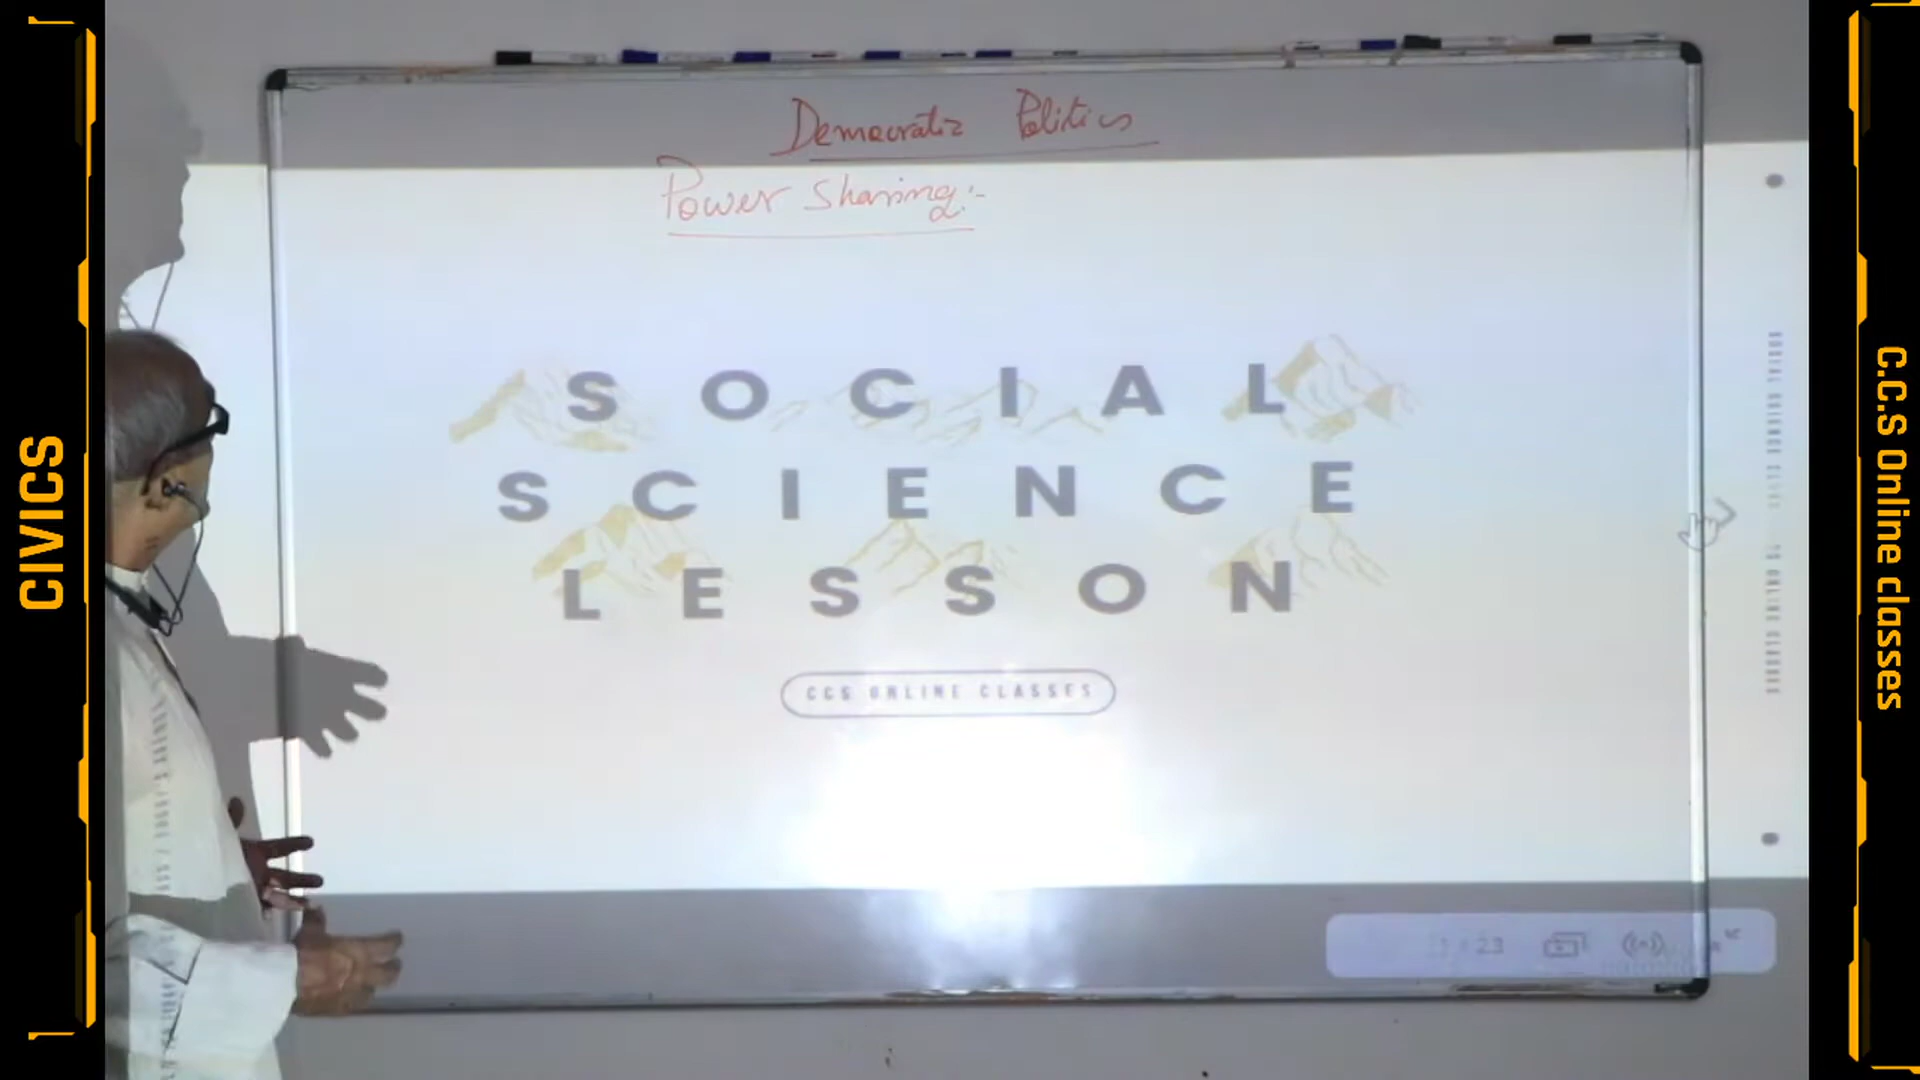 Democratic Politics
Power Sharing:-
SOCIAL
SCIENCE
LESSON
CCS ONLINE CLASSES
CIVICS
C.C.S Online classes